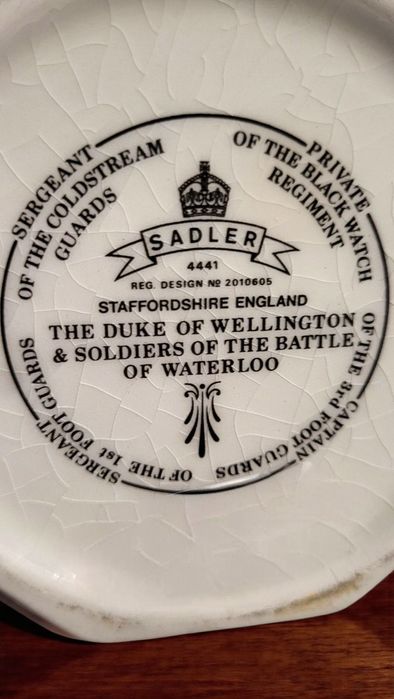 SERGEANT
OF THE COLDSTREAM
GUARDS
PRIVATE
OF THE BLACK WATCH
REGIMENT
SADLER
4441
REG. DESIGN Nº 2010605
STAFFORDSHIRE ENGLAND
THE DUKE OF WELLINGTON
& SOLDIERS OF THE BATTLE
OF WATERLOO
SERGEANT
OF THE 1st FOOT GUARDS
CAPTAIN
OF THE 3rd FOOT GUARDS